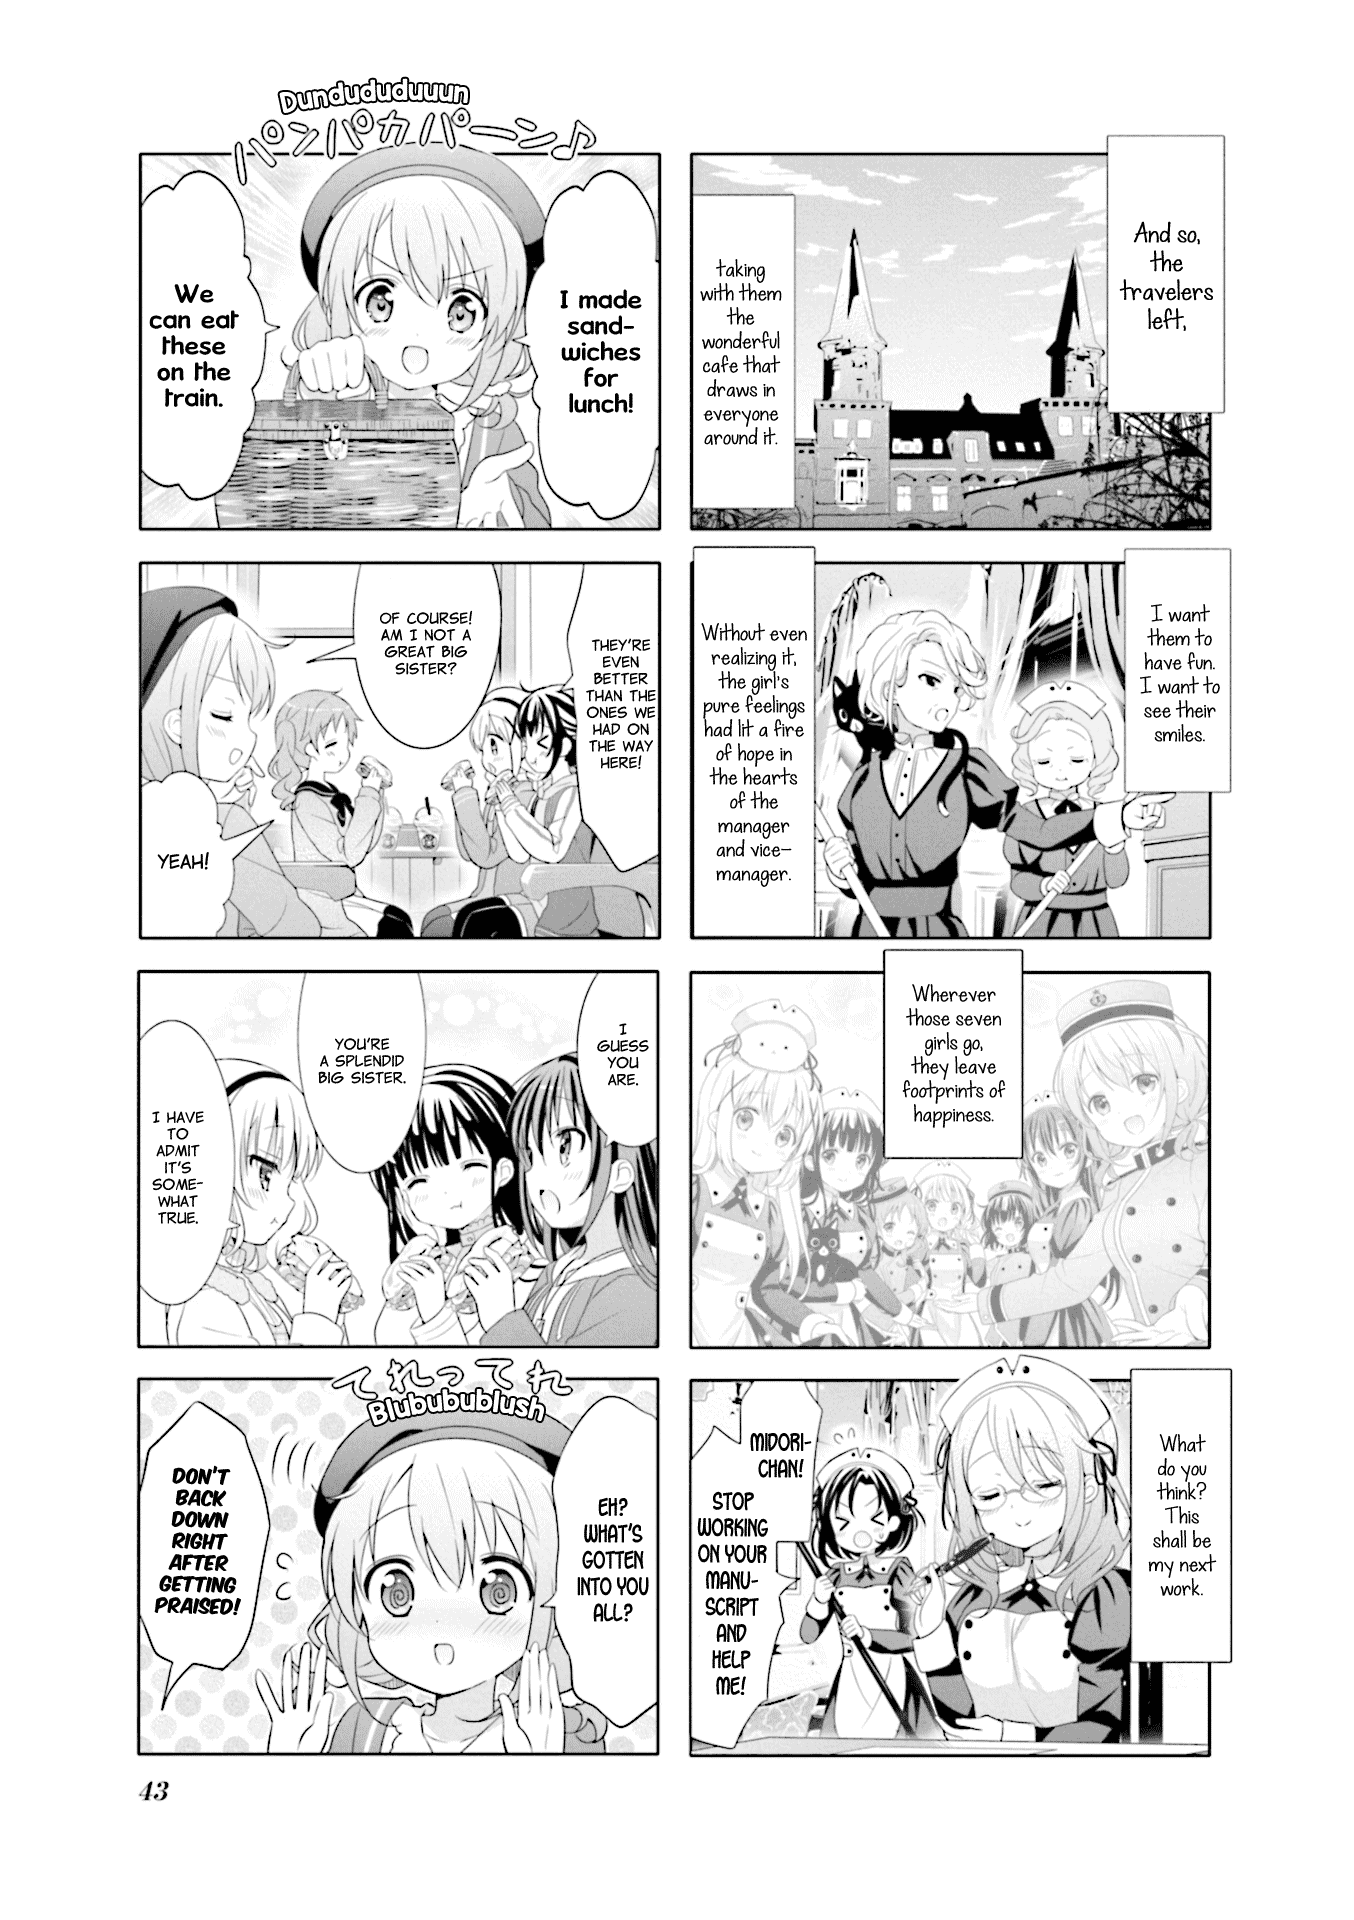 And so,
the
travelers
left,
taking
with them
the
wonderful
cafe that
draws in
everyone
around it.
I want
them to
have fun.
I want to
see their
smiles.
Without even
realizing it,
the girl's
pure feelings
had lit a fire
of hope in
the hearts
of the
manager
and vice-
manager.
Wherever
those seven
girls go,
they leave
footprints of
happiness.
What
do you
think?
This
shall be
my next
work.
MIDORI-
CHAN!
STOP
WORKING
ON YOUR
MANU-
SCRIPT
AND
HELP
ME!
Dundududuuun
パンパカパーン♪
I made
sand-
wiches
for
lunch!
We
can eat
these
on the
train.
THEY'RE
EVEN
BETTER
THAN THE
ONES WE
HAD ON
THE WAY
HERE!
OF COURSE!
AM I NOT A
GREAT BIG
SISTER?
YEAH!
I
GUESS
YOU
ARE.
YOU'RE
A SPLENDID
BIG SISTER.
I HAVE
TO
ADMIT
IT'S
SOME-
WHAT
TRUE.
てれってれ
Blubububblush
EH?
WHAT'S
GOTTEN
INTO YOU
ALL?
DON'T
BACK
DOWN
RIGHT
AFTER
GETTING
PRAISED!
43